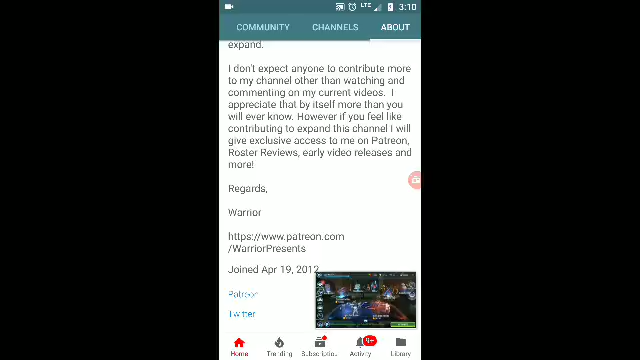 LTE 3:10
COMMUNITY CHANNELS ABOUT
expand.
I don't expect anyone to contribute more
to my channel other than watching and
commenting on my current videos. I
appreciate that by itself more than you
will ever know. However if you feel like
contributing to expand this channel I will
give exclusive access to me on Patreon,
Roster Reviews, early video releases and
more!
Regards,
Warrior
https://www.patreon.com
/WarriorPresents
Joined Apr 19, 2012
Patreon
Twitter
9+
Home Trending Subscription Activity Library